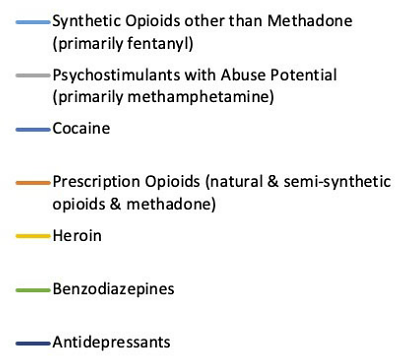 Synthetic Opioids other than Methadone
(primarily fentanyl)
Psychostimulants with Abuse Potential
(primarily methamphetamine)
Cocaine
Prescription Opioids (natural & semi-synthetic
opioids & methadone)
Heroin
Benzodiazepines
Antidepressants